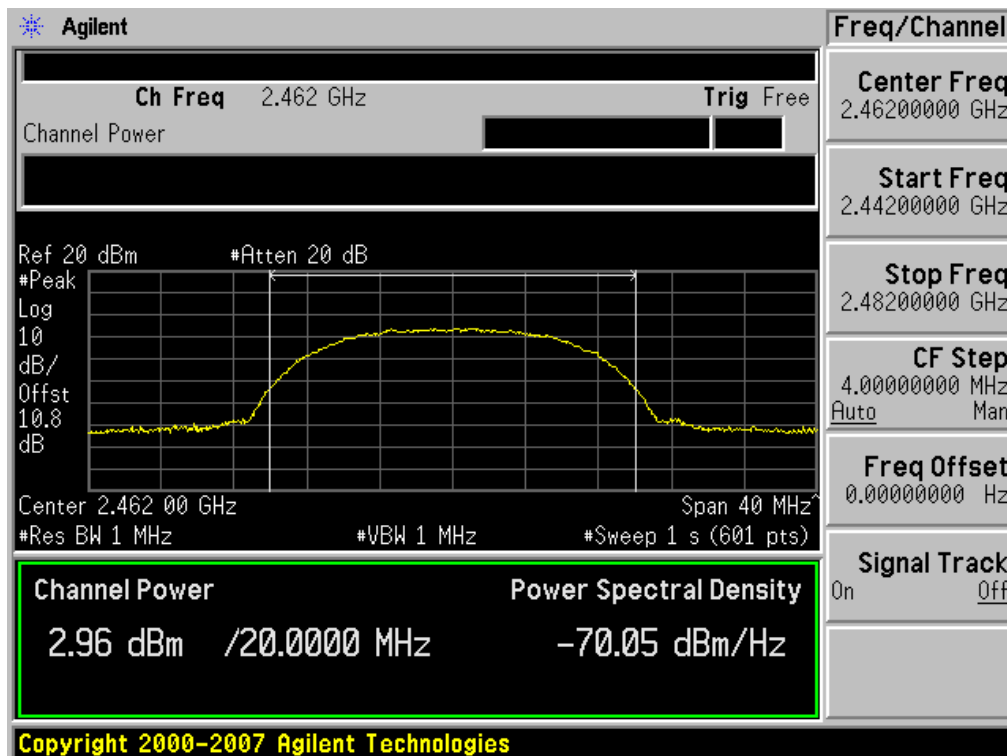 Agilent
Freq/Channel
Ch Freq 2.462 GHz Trig Free
Channel Power
Center Freq
2.46200000 GHz
Start Freq
2.44200000 GHz
Stop Freq
2.48200000 GHz
CF Step
4.00000000 MHz
Auto Man
Freq Offset
0.00000000 Hz
Signal Track
On Off
Ref 20 dBm #Atten 20 dB
#Peak
Log
10
dB/
Offst
10.8
dB
Center 2.462 00 GHz Span 40 MHz^
#Res BW 1 MHz #VBW 1 MHz #Sweep 1 s (601 pts)
Channel Power Power Spectral Density
2.96 dBm /20.0000 MHz -70.05 dBm/Hz
Copyright 2000-2007 Agilent Technologies